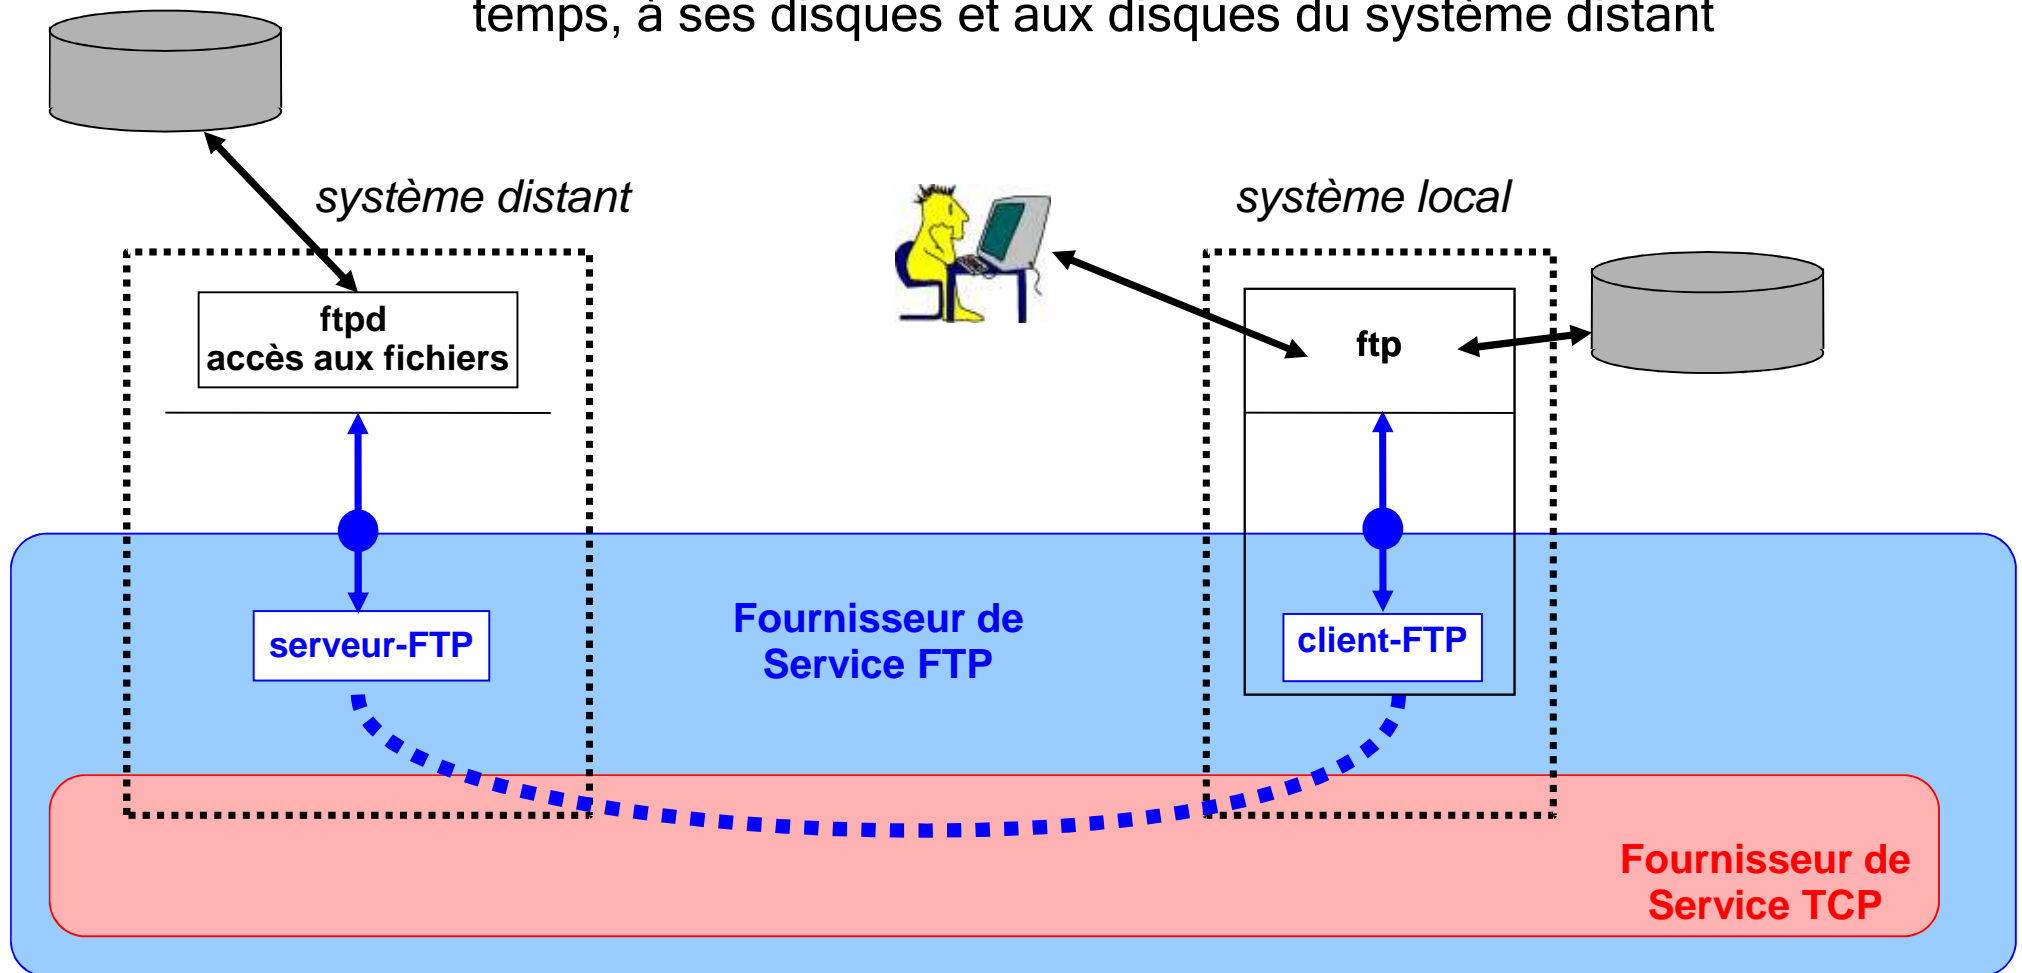 temps, à ses disques et aux disques du système distant
système distant
système local
ftpd
accès aux fichiers
ftp
serveur-FTP
Fournisseur de
Service FTP
client-FTP
Fournisseur de
Service TCP